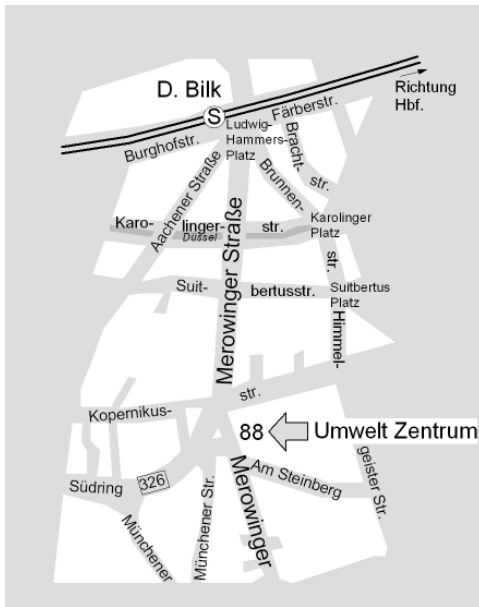 D. Bilk
Richtung
Hbf.
S
Färberstr.
Ludwig-
Hammers-
Platz
Burghofstr.
Bracht-
str.
Aachener Straße
Brunnen-
Karo-
linger-
str.
Düssel
Karolinger
Platz
str.
Merowinger Straße
Suit-
bertusstr.
Suitbertus
Platz
Himmel-
str.
Kopernikus-
88
Umwelt Zentrum
Merowinger
Am Steinberg
geister Str.
326
Südring
Münchener Str.
Münchener